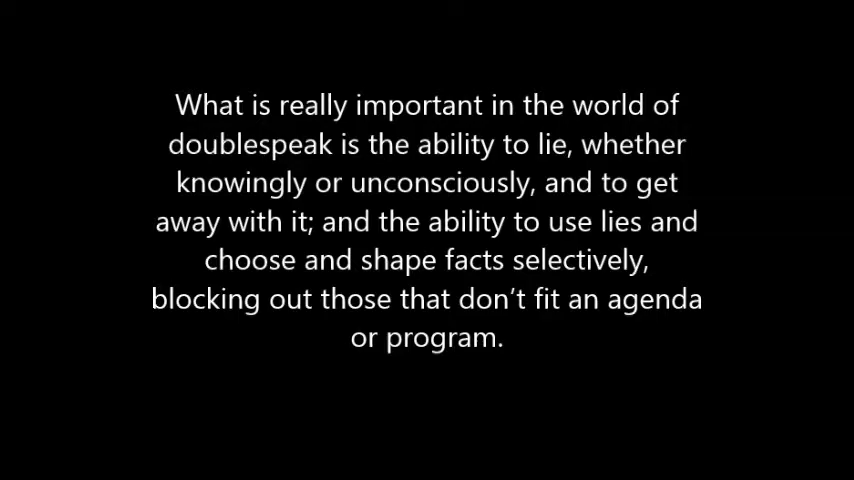 What is really important in the world of
doublespeak is the ability to lie, whether
knowingly or unconsciously, and to get
away with it; and the ability to use lies and
choose and shape facts selectively,
blocking out those that don’t fit an agenda
or program.